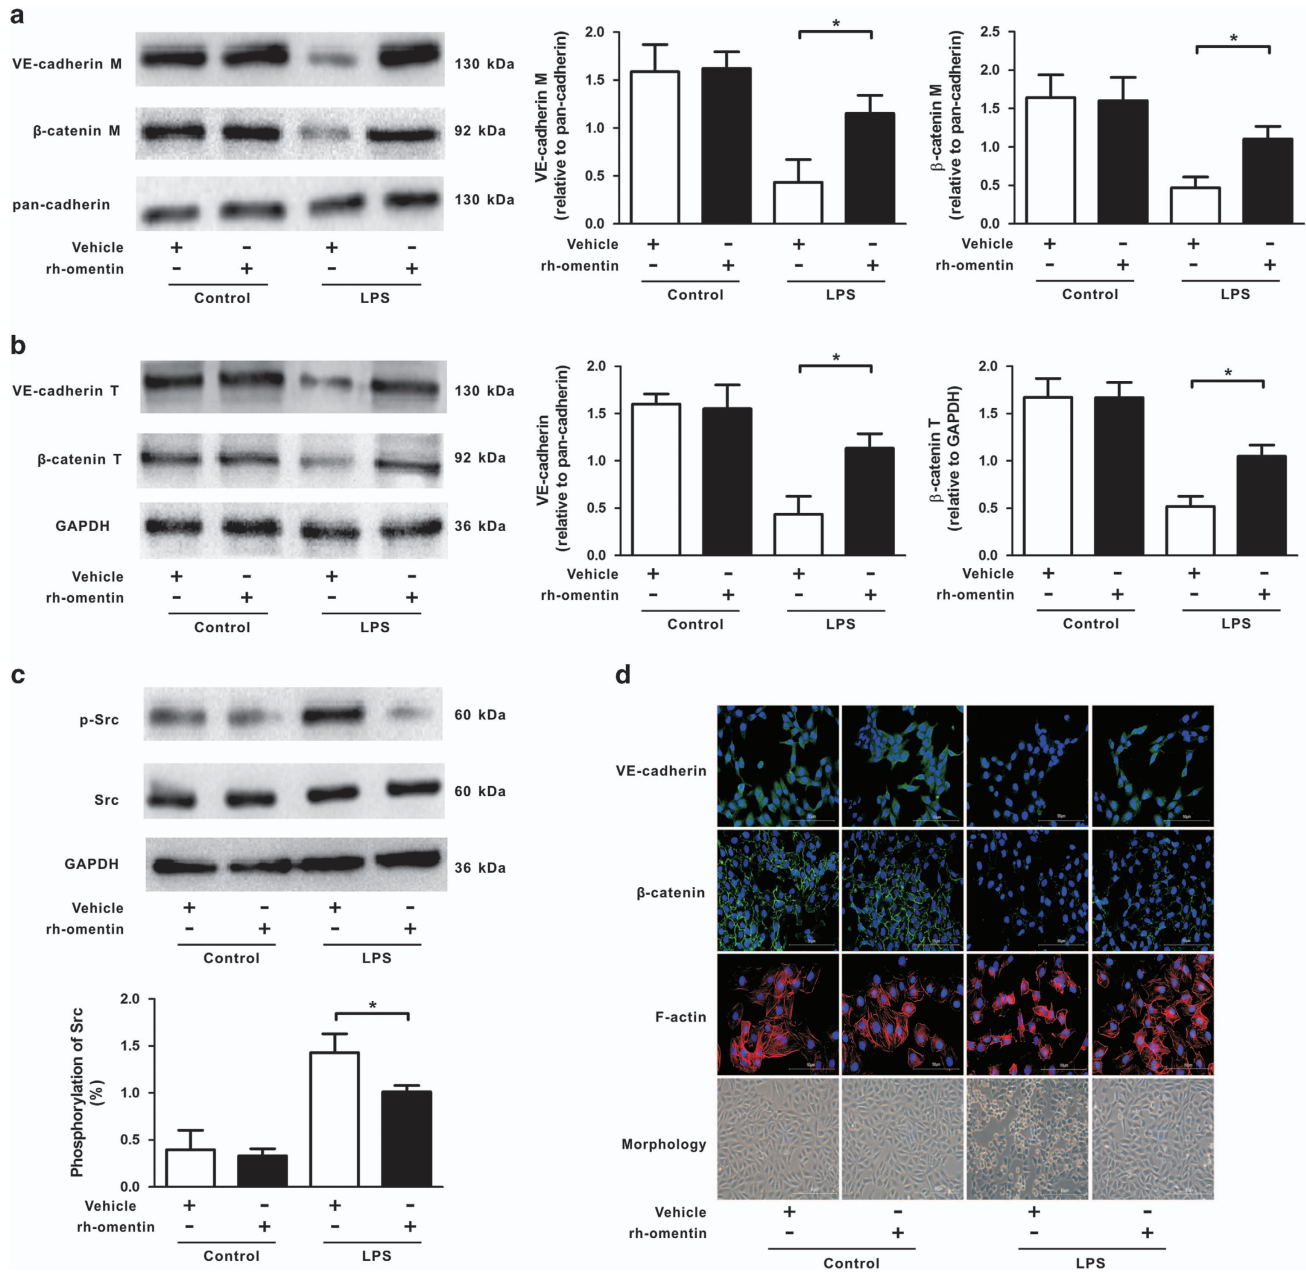 a
VE-cadherin M
130 kDa
β-catenin M
92 kDa
pan-cadherin
130 kDa
Vehicle + - + -
rh-omentin - + - +
Control LPS
VE-cadherin M
(relative to pan-cadherin)
2.0
1.5
1.0
0.5
0.0
*
Vehicle + - + -
rh-omentin - + - +
Control LPS
β-catenin M
(relative to pan-cadherin)
2.5
2.0
1.5
1.0
0.5
0.0
*
Vehicle + - + -
rh-omentin - + - +
Control LPS
b
VE-cadherin T
130 kDa
β-catenin T
92 kDa
GAPDH
36 kDa
Vehicle + - + -
rh-omentin - + - +
Control LPS
VE-cadherin
(relative to pan-cadherin)
2.0
1.5
1.0
0.5
0.0
*
Vehicle + - + -
rh-omentin - + - +
Control LPS
β-catenin T
(relative to GAPDH)
2.0
1.5
1.0
0.5
0.0
*
Vehicle + - + -
rh-omentin - + - +
Control LPS
c
p-Src
60 kDa
Src
60 kDa
GAPDH
36 kDa
Vehicle + - + -
rh-omentin - + - +
Control LPS
Phosphorylation of Src
(%)
2.0
1.5
1.0
0.5
0.0
*
Vehicle + - + -
rh-omentin - + - +
Control LPS
d
VE-cadherin
β-catenin
F-actin
Morphology
Vehicle + - + -
rh-omentin - + - +
Control LPS